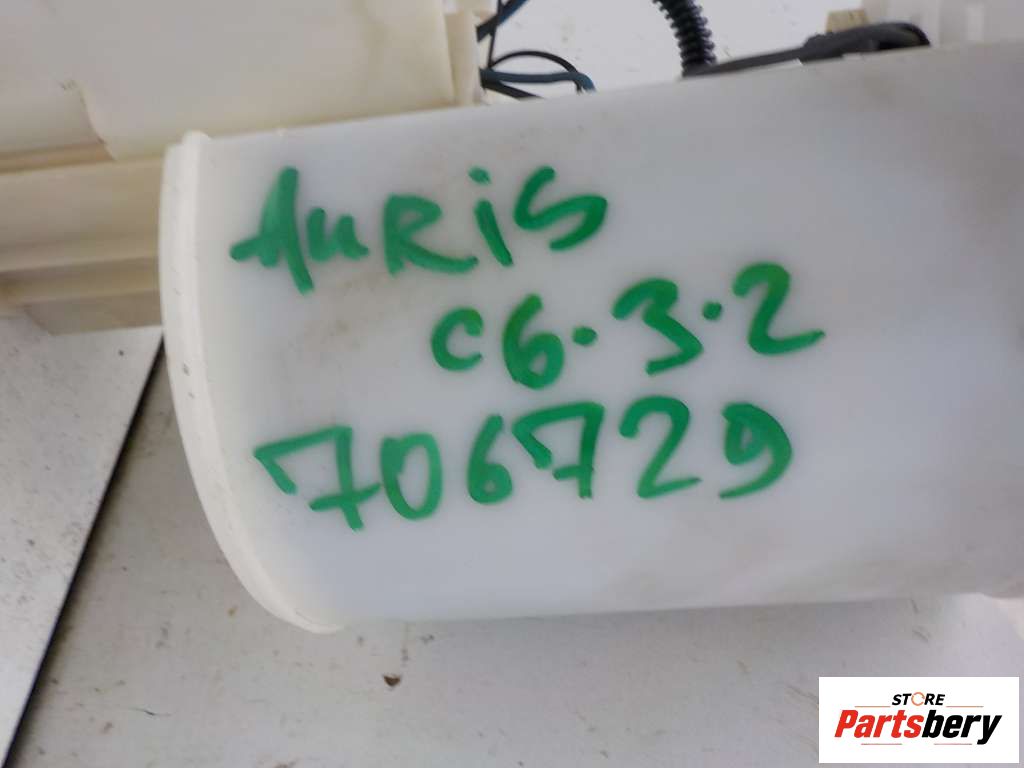 AuRiS
C6.3.2
706729
STORE
Partsbery